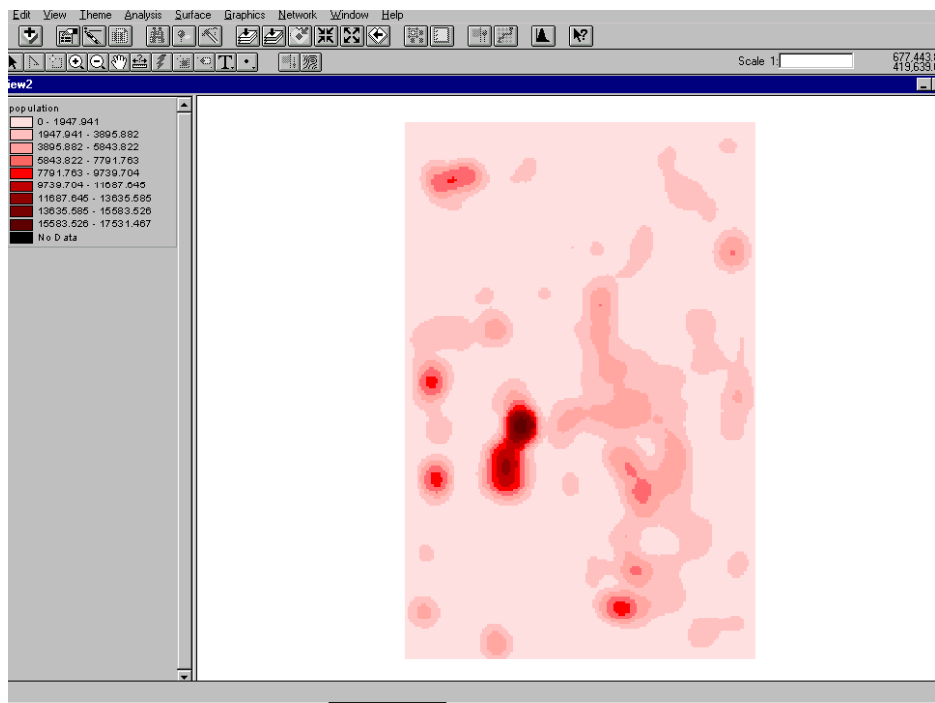 Edit View Theme Analysis Surface Graphics Network Window Help
T
Scale 1:
677,443.
419,639.
iew2
population
0 - 1947.941
1947.941 - 3895.882
3895.882 - 5843.822
5843.822 - 7791.763
7791.763 - 9739.704
9739.704 - 11687.645
11687.645 - 13635.585
13635.585 - 15583.526
15583.526 - 17531.467
No Data